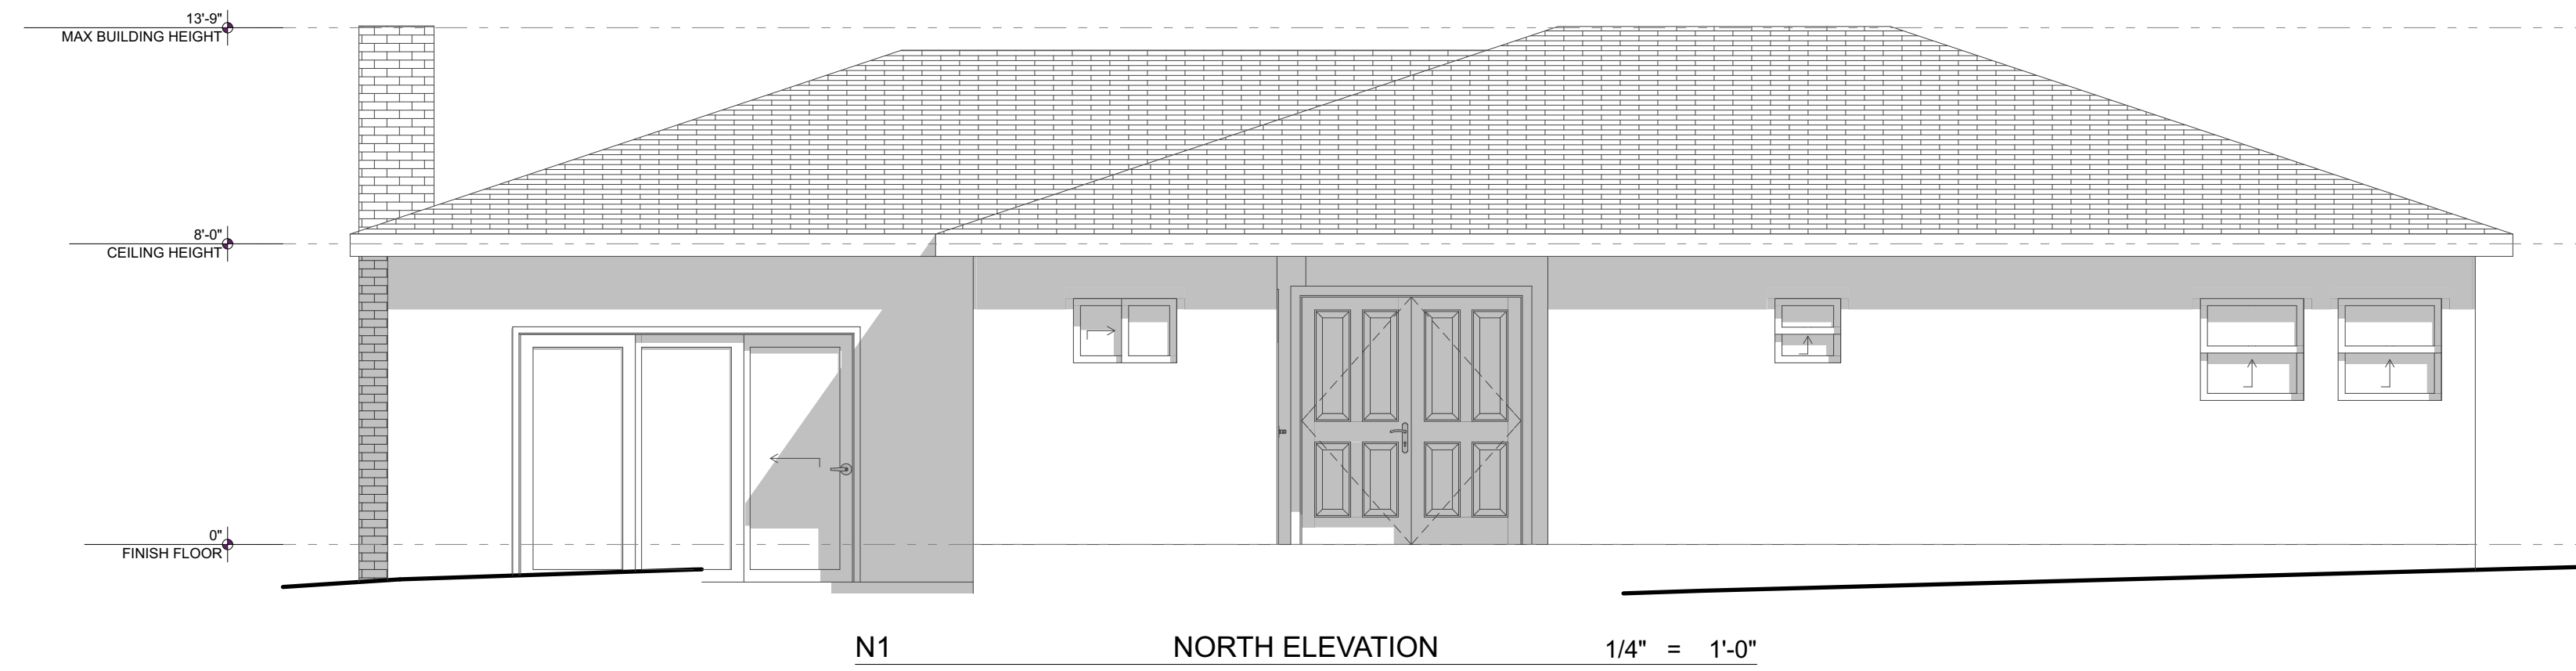 13'-9"
MAX BUILDING HEIGHT
8'-0"
CEILING HEIGHT
0"
FINISH FLOOR
N1 NORTH ELEVATION 1/4" = 1'-0"